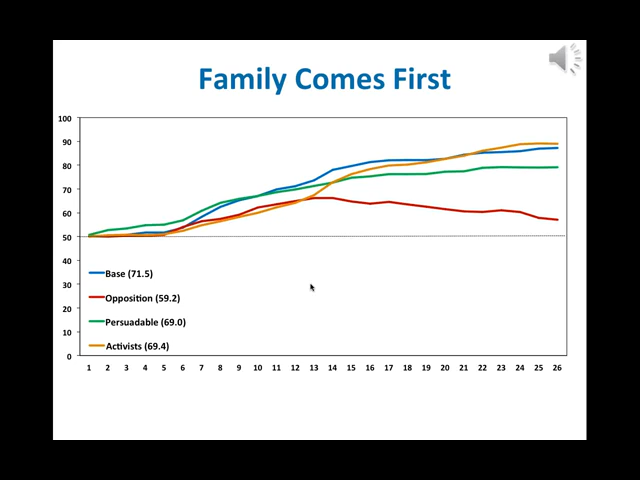 Family Comes First
100
90
80
70
60
50
40
30
20
10
0
Base (71.5)
Opposition (59.2)
Persuadable (69.0)
Activists (69.4)
1 2 3 4 5 6 7 8 9 10 11 12 13 14 15 16 17 18 19 20 21 22 23 24 25 26